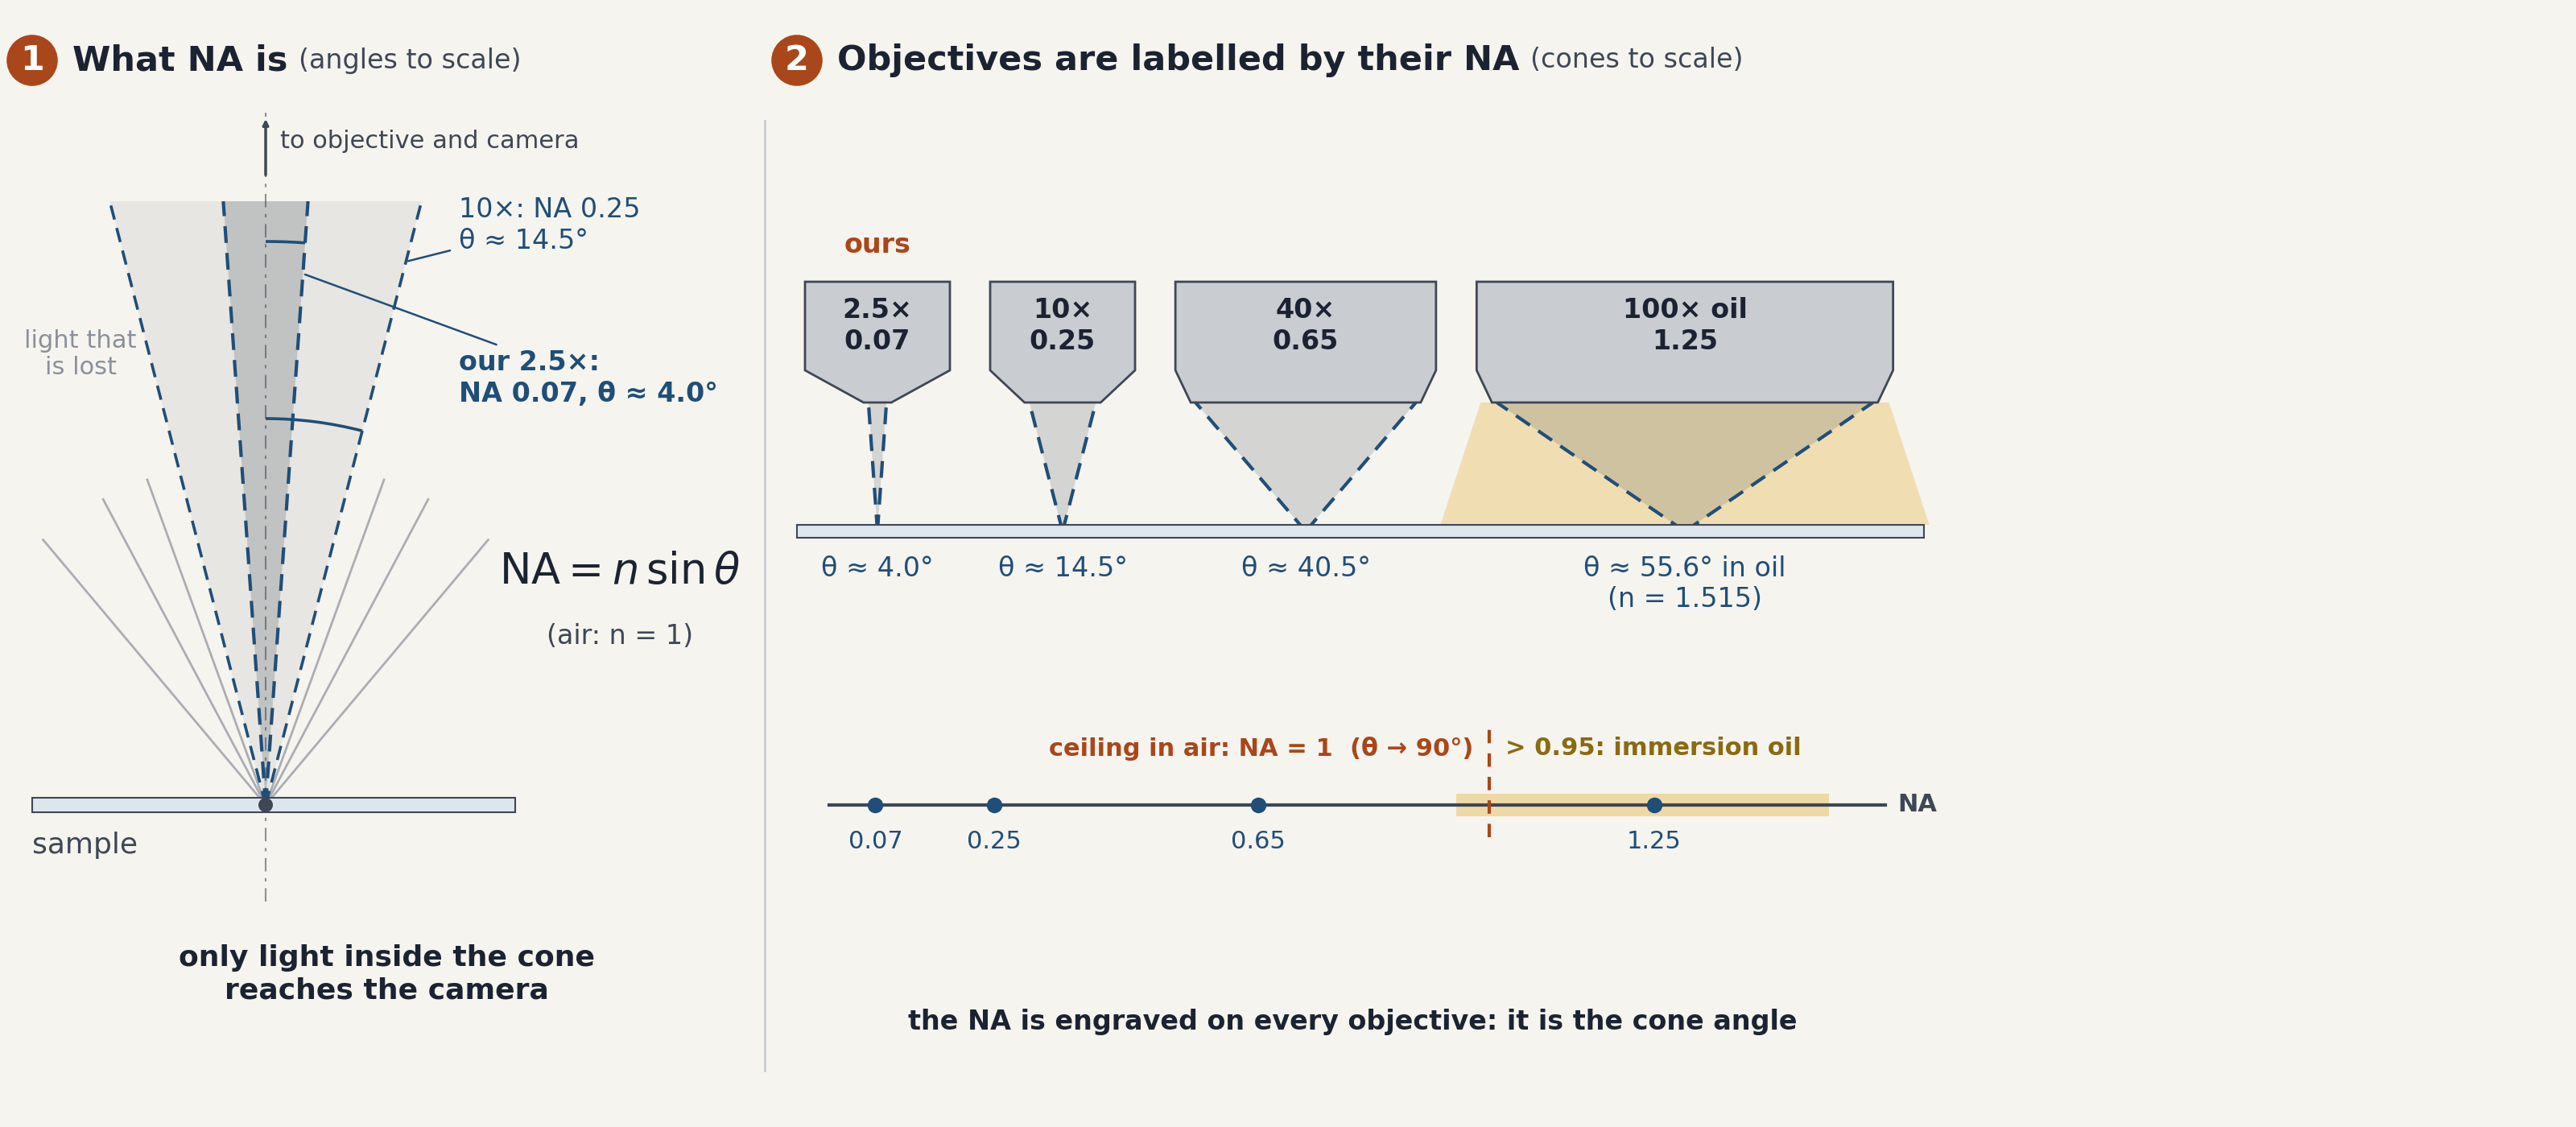 1 What NA is (angles to scale)
to objective and camera
10×: NA 0.25
θ ≈ 14.5°
light that
is lost
our 2.5×:
NA 0.07, θ ≈ 4.0°
NA = n sin θ
(air: n = 1)
sample
only light inside the cone
reaches the camera
2 Objectives are labelled by their NA (cones to scale)
ours
2.5×
0.07
10×
0.25
40×
0.65
100× oil
1.25
θ ≈ 4.0°
θ ≈ 14.5°
θ ≈ 40.5°
θ ≈ 55.6° in oil
(n = 1.515)
ceiling in air: NA = 1 (θ → 90°)
> 0.95: immersion oil
NA
0.07
0.25
0.65
1.25
the NA is engraved on every objective: it is the cone angle